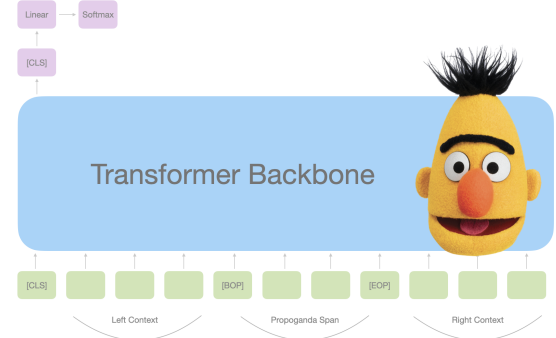 Linear
Softmax
[CLS]
Transformer Backbone
[CLS]
[BOP]
[EOP]
Left Context
Propoganda Span
Right Context